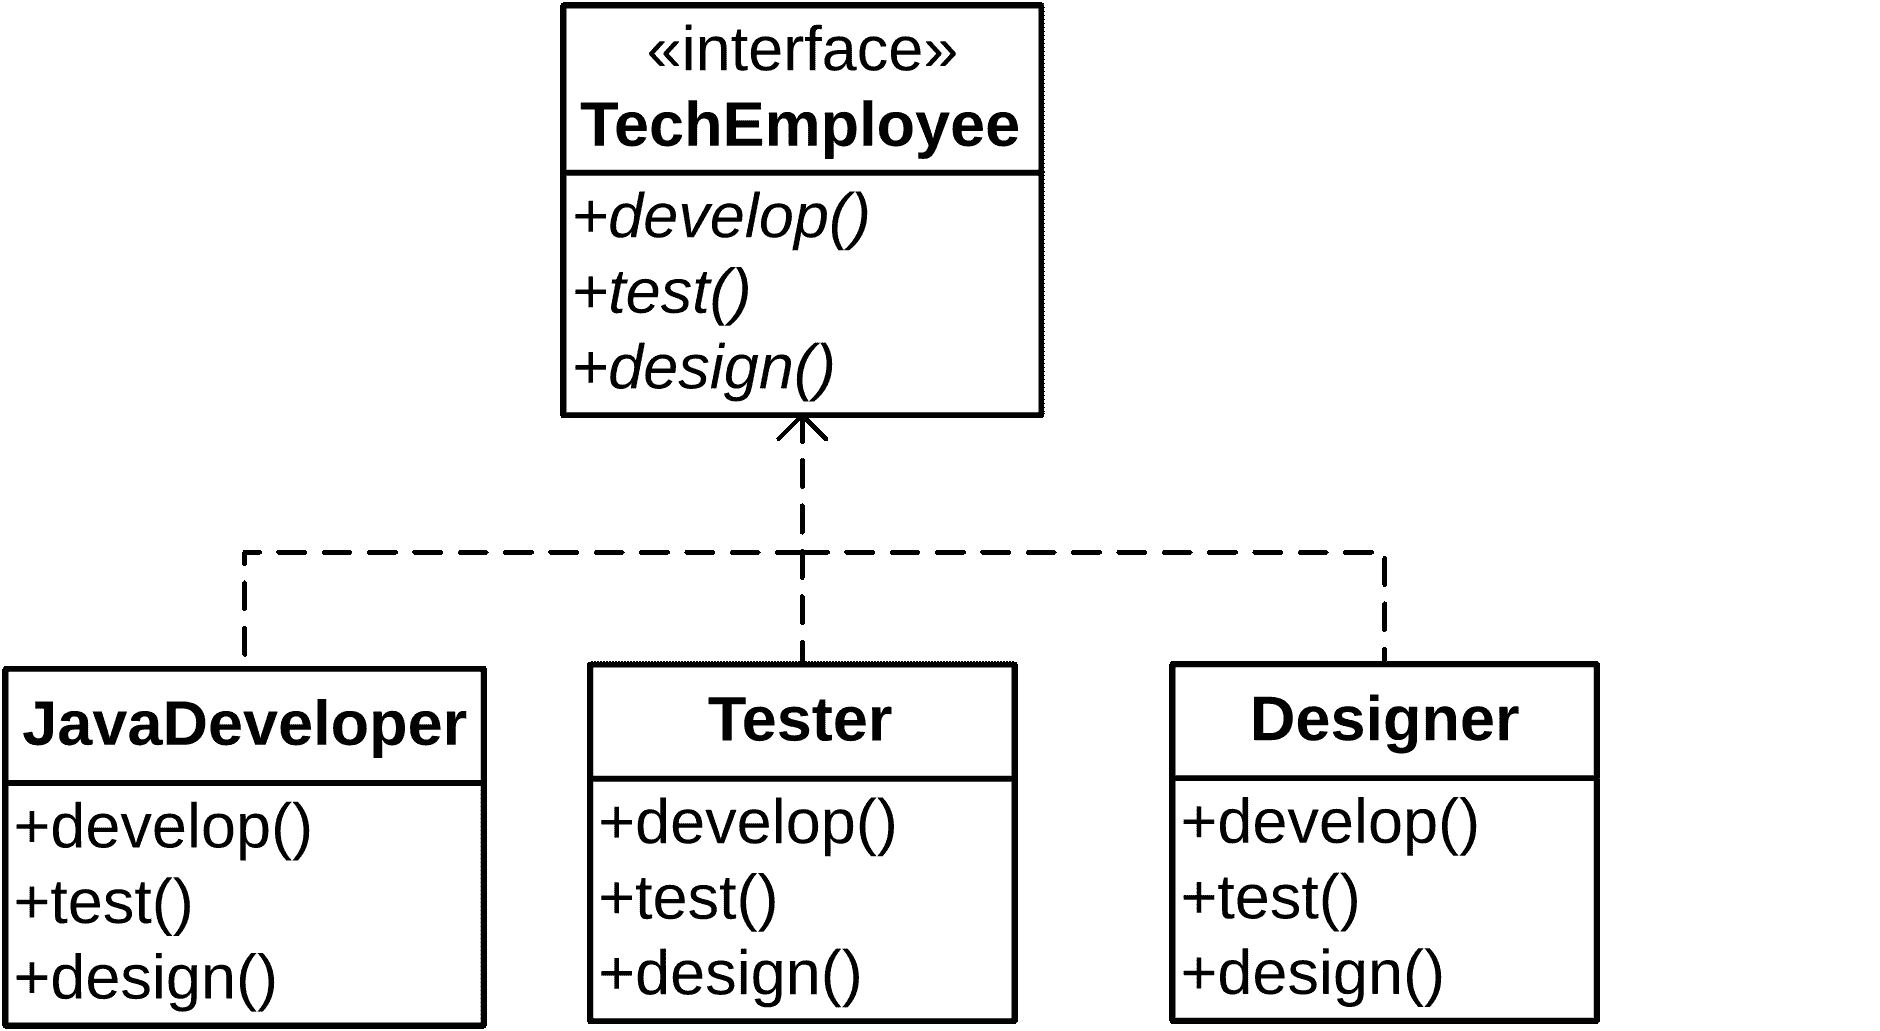 «interface»
TechEmployee
+develop()
+test()
+design()
JavaDeveloper
+develop()
+test()
+design()
Tester
+develop()
+test()
+design()
Designer
+develop()
+test()
+design()